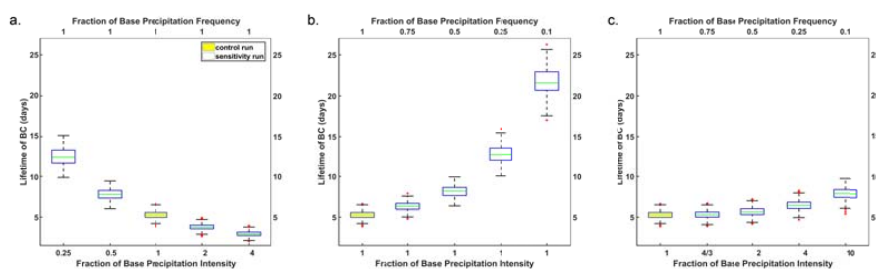 a.
Fraction of Base Precipitation Frequency
1 1 1 1 1
control run
sensitivity run
Lifetime of BC (days)
25 20 15 10 5
25 20 15 10 5
0.25 0.5 1 2 4
Fraction of Base Precipitation Intensity
b.
Fraction of Base Precipitation Frequency
1 0.75 0.5 0.25 0.1
Lifetime of BC (days)
25 20 15 10 5
25 20 15 10 5
1 1 1 1 1
Fraction of Base Precipitation Intensity
c.
Fraction of Base Precipitation Frequency
1 0.75 0.5 0.25 0.1
Lifetime of BC (days)
25 20 15 10 5
25 20 15 10 5
1 4/3 2 4 10
Fraction of Base Precipitation Intensity